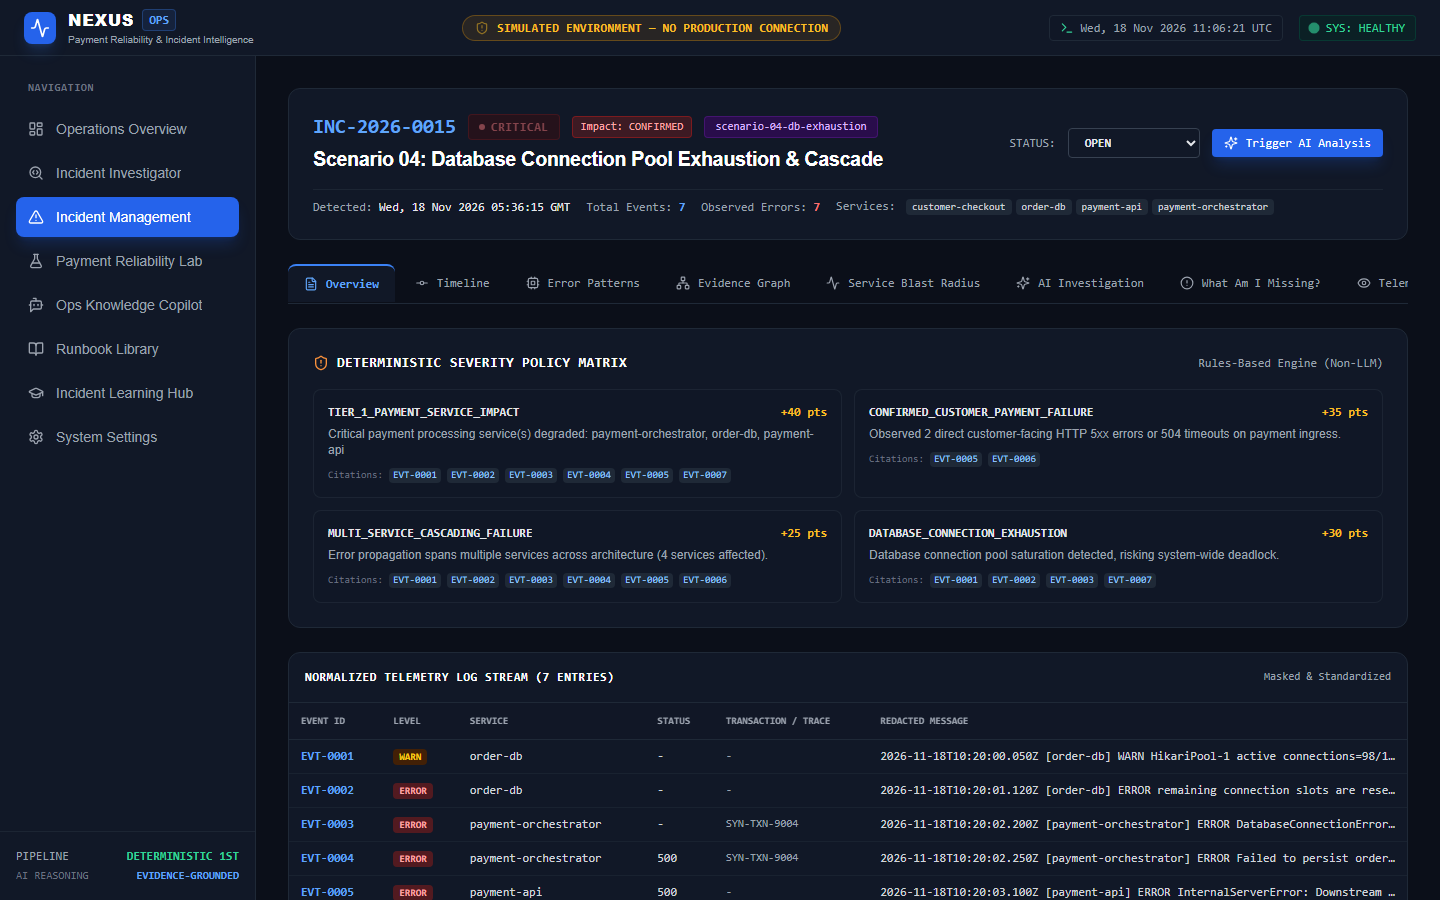 NEXUS OPS
Payment Reliability & Incident Intelligence
SIMULATED ENVIRONMENT — NO PRODUCTION CONNECTION
Wed, 18 Nov 2026 11:06:21 UTC
SYS: HEALTHY
NAVIGATION
Operations Overview
Incident Investigator
Incident Management
Payment Reliability Lab
Ops Knowledge Copilot
Runbook Library
Incident Learning Hub
System Settings
PIPELINE DETERMINISTIC 1ST
AI REASONING EVIDENCE-GROUNDED
INC-2026-0015 CRITICAL Impact: CONFIRMED scenario-04-db-exhaustion
Scenario 04: Database Connection Pool Exhaustion & Cascade
STATUS: OPEN Trigger AI Analysis
Detected: Wed, 18 Nov 2026 05:36:15 GMT Total Events: 7 Observed Errors: 7 Services: customer-checkout order-db payment-api payment-orchestrator
Overview Timeline Error Patterns Evidence Graph Service Blast Radius AI Investigation What Am I Missing? Teler
DETERMINISTIC SEVERITY POLICY MATRIX Rules-Based Engine (Non-LLM)
TIER_1_PAYMENT_SERVICE_IMPACT +40 pts
Critical payment processing service(s) degraded: payment-orchestrator, order-db, payment-
api
Citations: EVT-0001 EVT-0002 EVT-0003 EVT-0004 EVT-0005 EVT-0007
CONFIRMED_CUSTOMER_PAYMENT_FAILURE +35 pts
Observed 2 direct customer-facing HTTP 5xx errors or 504 timeouts on payment ingress.
Citations: EVT-0005 EVT-0006
MULTI_SERVICE_CASCADING_FAILURE +25 pts
Error propagation spans multiple services across architecture (4 services affected).
Citations: EVT-0001 EVT-0002 EVT-0003 EVT-0004 EVT-0005 EVT-0006
DATABASE_CONNECTION_EXHAUSTION +30 pts
Database connection pool saturation detected, risking system-wide deadlock.
Citations: EVT-0001 EVT-0002 EVT-0003 EVT-0007
NORMALIZED TELEMETRY LOG STREAM (7 ENTRIES) Masked & Standardized
EVENT ID LEVEL SERVICE STATUS TRANSACTION / TRACE REDACTED MESSAGE
EVT-0001 WARN order-db - - 2026-11-18T10:20:00.050Z [order-db] WARN HikariPool-1 active connections=98/1…
EVT-0002 ERROR order-db - - 2026-11-18T10:20:01.120Z [order-db] ERROR remaining connection slots are rese…
EVT-0003 ERROR payment-orchestrator - SYN-TXN-9004 2026-11-18T10:20:02.200Z [payment-orchestrator] ERROR DatabaseConnectionError…
EVT-0004 ERROR payment-orchestrator 500 SYN-TXN-9004 2026-11-18T10:20:02.250Z [payment-orchestrator] ERROR Failed to persist order…
EVT-0005 ERROR payment-api 500 - 2026-11-18T10:20:03.100Z [payment-api] ERROR InternalServerError: Downstream …